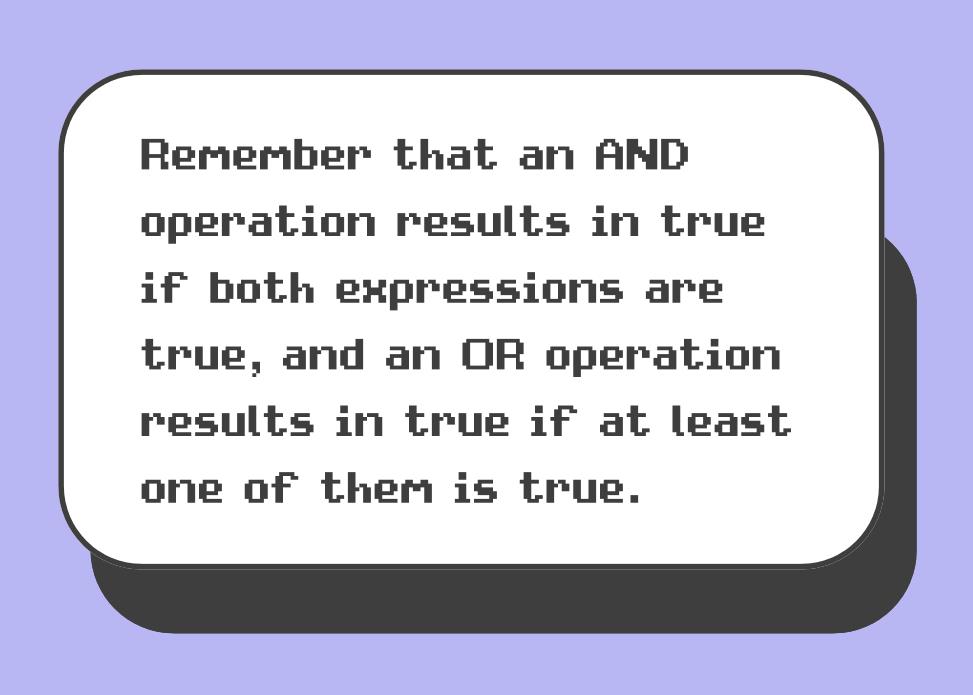 Remember that an AND
operation results in true
if both expressions are
true, and an OR operation
results in true if at least
one of them is true.